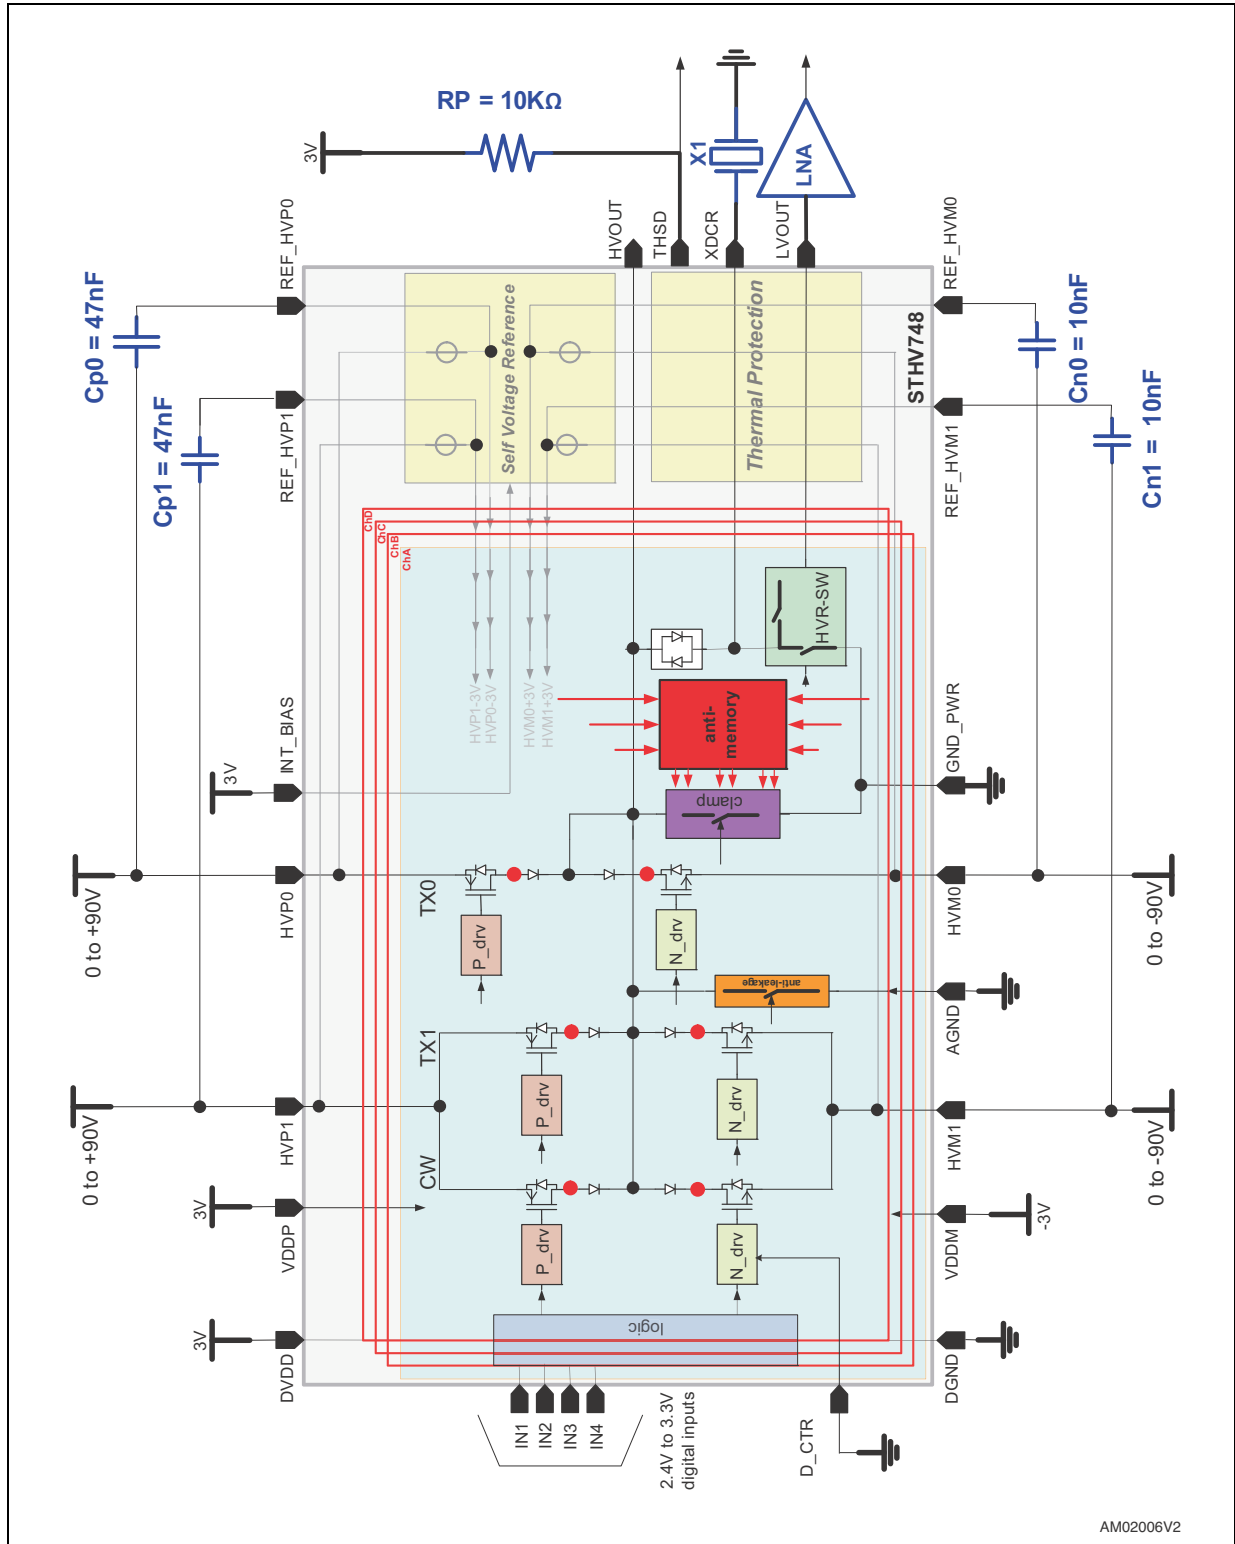 RP = 10KΩ
3V
X1
LNA
HVOUT
THSD
XDCR
LVOUT
REF_HVP0
REF_HVM0
Cp0 = 47nF
Cn0 = 10nF
REF_HVP1
REF_HVM1
Cp1 = 47nF
Cn1 = 10nF
Self Voltage Reference
Thermal Protection
STHV748
ChD
ChC
ChB
ChA
HVP1-3V
HVP0-3V
HVM0+3V
HVM1+3V
HVR-SW
anti-
memory
clamp
3V
INT_BIAS
GND_PWR
0 to +90V
HVP0
TX0
P_drv
N_drv
HVM0
0 to -90V
anti-leakage
AGND
TX1
P_drv
N_drv
0 to +90V
HVP1
HVM1
0 to -90V
CW
P_drv
N_drv
3V
VDDP
VDDM
-3V
logic
3V
DVDD
DGND
IN1
IN2
IN3
IN4
2.4V to 3.3V
digital inputs
D_CTR
AM02006V2